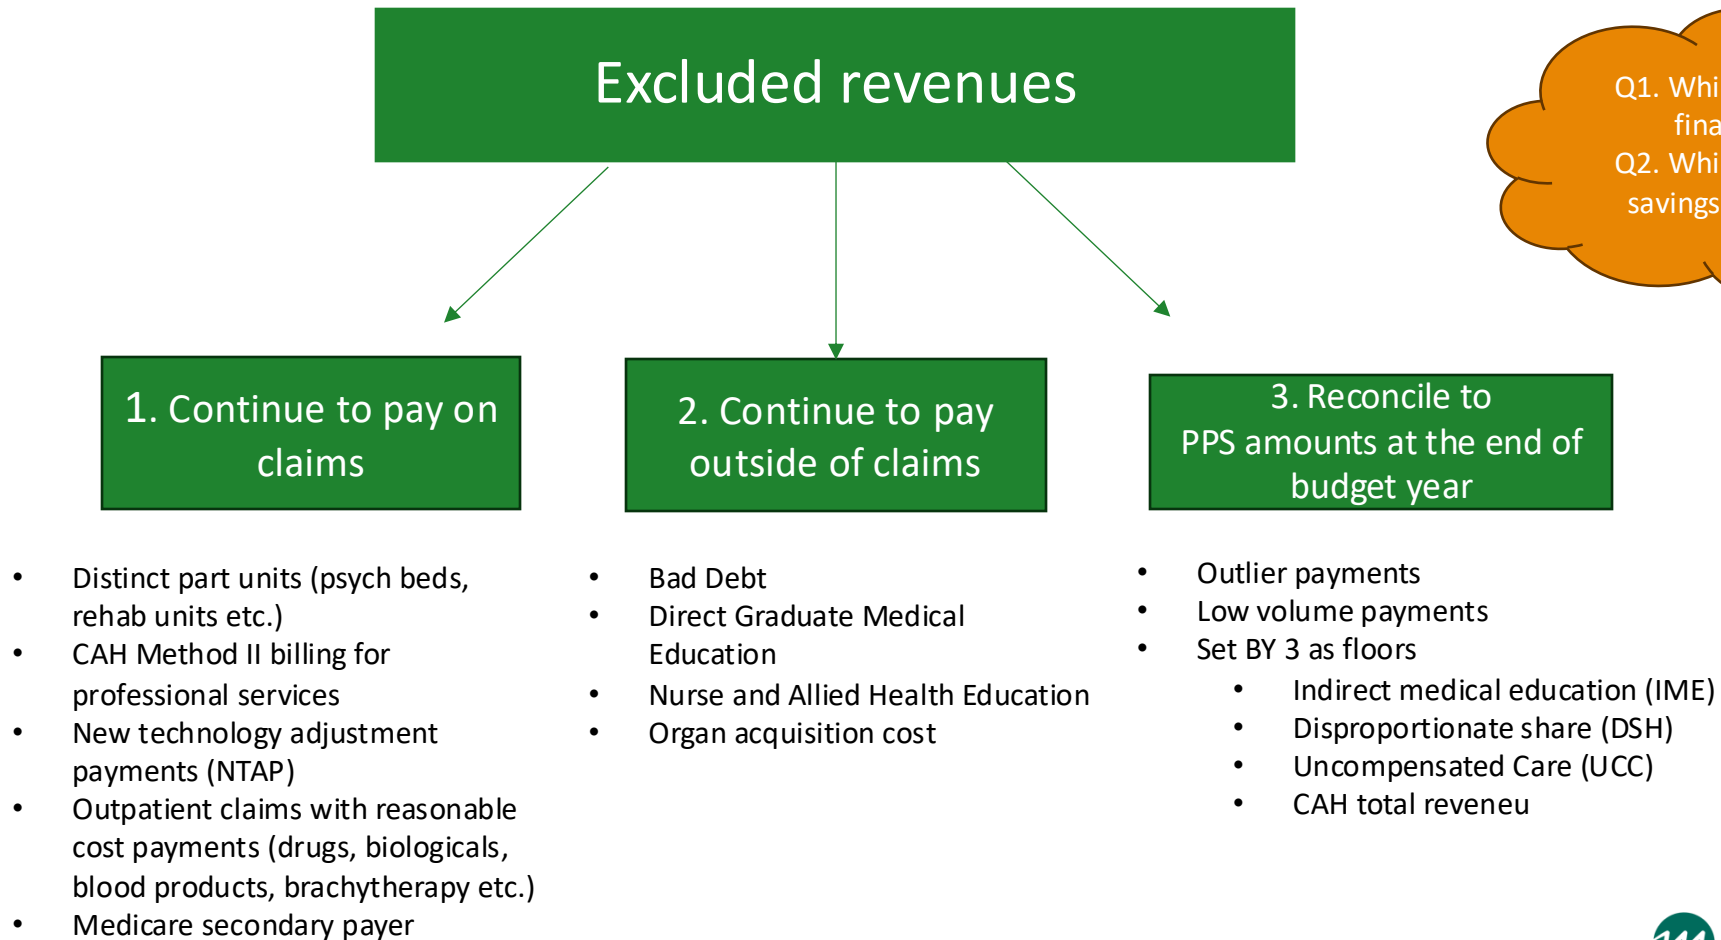 Excluded revenues
Q1. Whi
fina
Q2. Whi
savings
1. Continue to pay on
claims
2. Continue to pay
outside of claims
3. Reconcile to
PPS amounts at the end of
budget year
• Distinct part units (psych beds,
rehab units etc.)
• CAH Method II billing for
professional services
• New technology adjustment
payments (NTAP)
• Outpatient claims with reasonable
cost payments (drugs, biologicals,
blood products, brachytherapy etc.)
• Medicare secondary payer
• Bad Debt
• Direct Graduate Medical
Education
• Nurse and Allied Health Education
• Organ acquisition cost
• Outlier payments
• Low volume payments
• Set BY 3 as floors
• Indirect medical education (IME)
• Disproportionate share (DSH)
• Uncompensated Care (UCC)
• CAH total reveneu